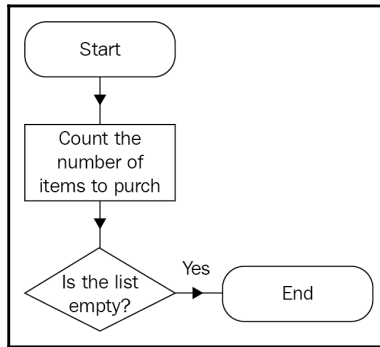 Start
Count the
number of
items to purch
Is the list
empty?
Yes
End